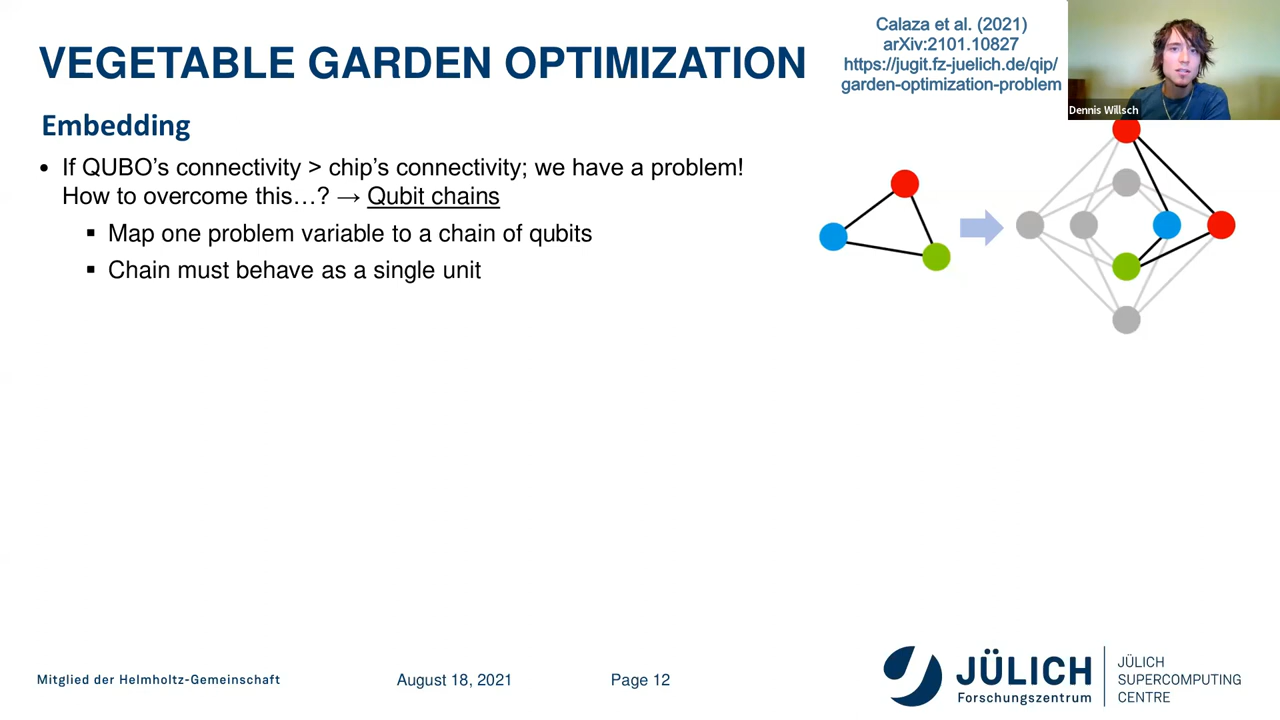 VEGETABLE GARDEN OPTIMIZATION
Calaza et al. (2021)
arXiv:2101.10827
https://jugit.fz-juelich.de/qip/
garden-optimization-problem
Dennis Willsch
Embedding
• If QUBO’s connectivity > chip’s connectivity; we have a problem!
How to overcome this…? → Qubit chains
▪ Map one problem variable to a chain of qubits
▪ Chain must behave as a single unit
Mitglied der Helmholtz-Gemeinschaft
August 18, 2021
Page 12
JÜLICH
Forschungszentrum
JÜLICH
SUPERCOMPUTING
CENTRE